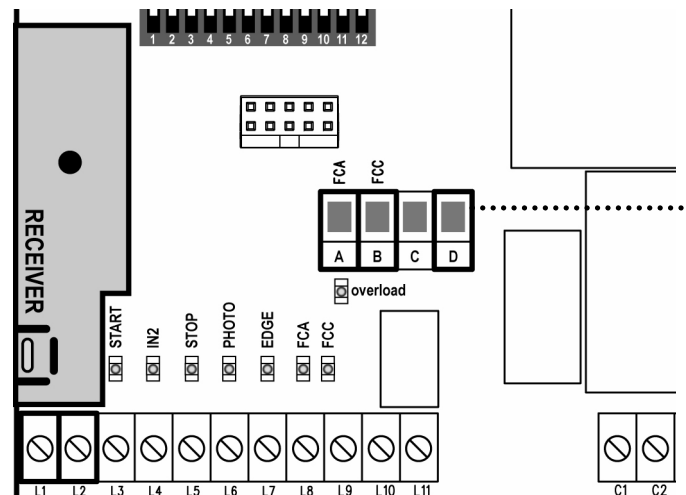 1 2 3 4 5 6 7 8 9 10 11 12
FCA FCC
RECEIVER
A B C D
overload
START IN2 STOP PHOTO EDGE FCA FCC
L1 L2 L3 L4 L5 L6 L7 L8 L9 L10 L11 C1 C2